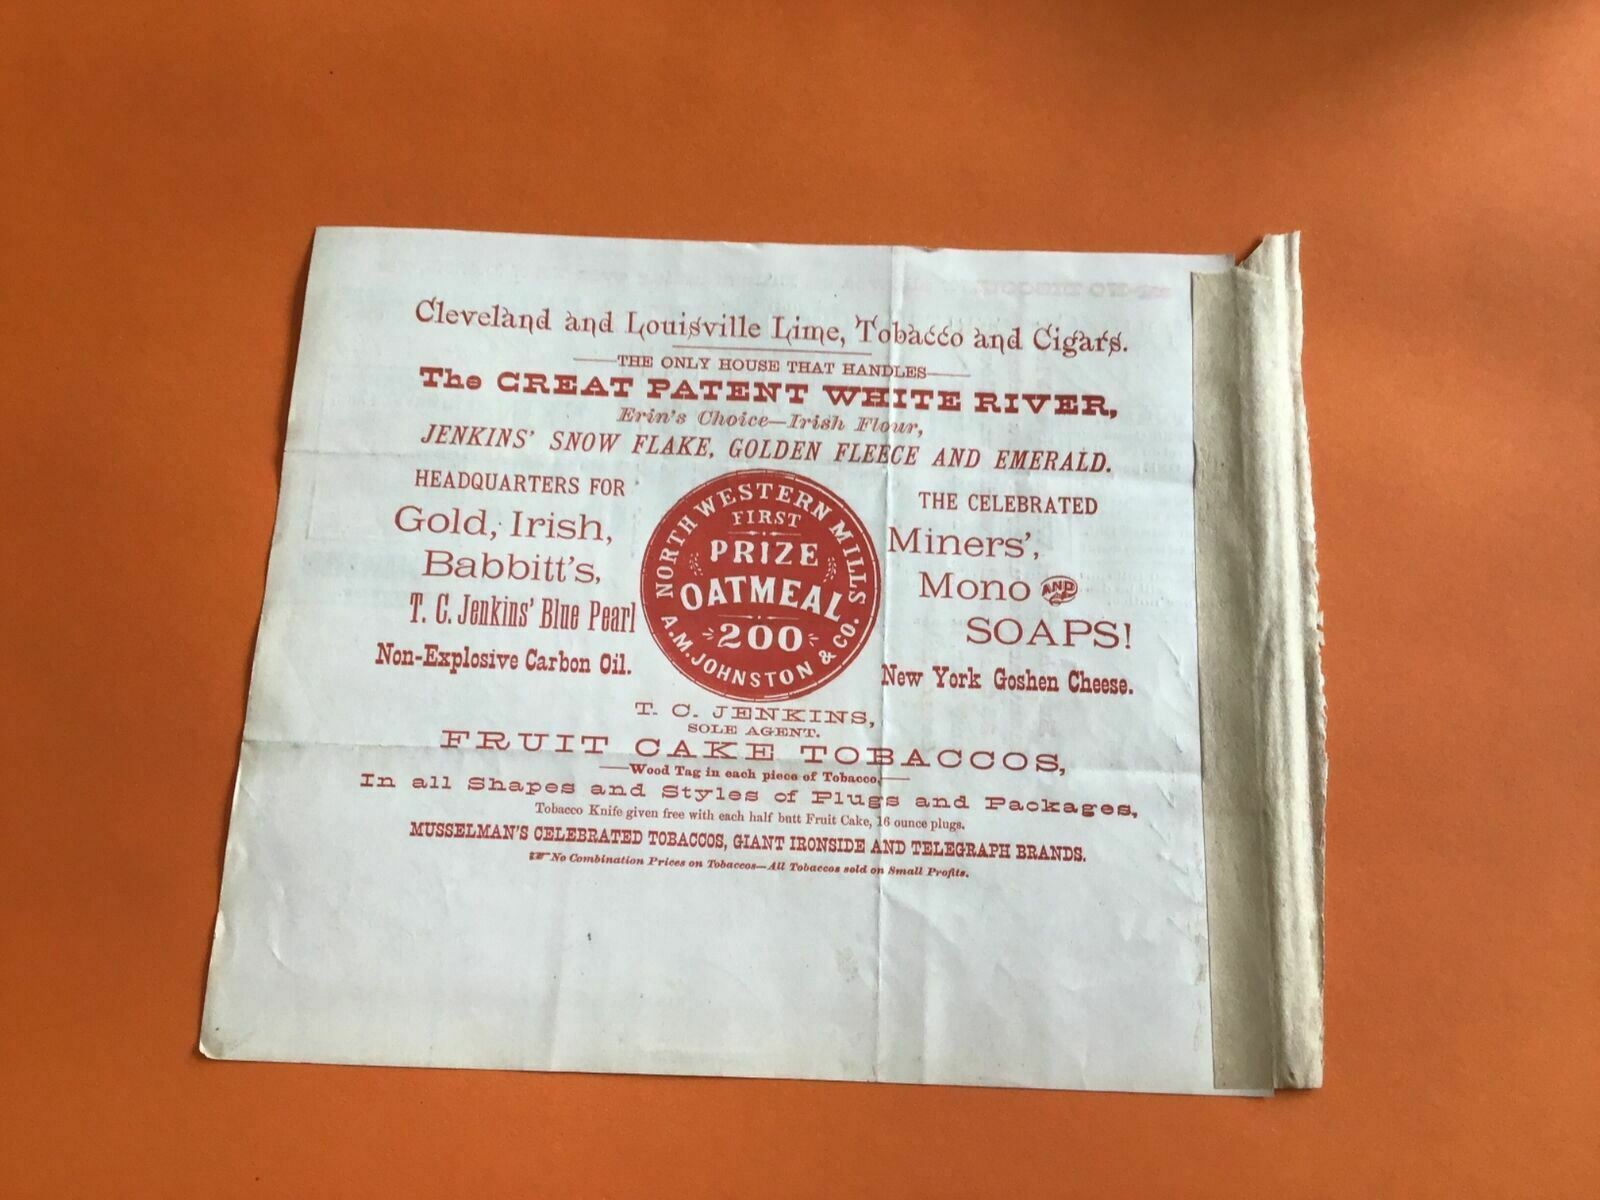 Cleveland and Louisville Lime, Tobacco and Cigars.
THE ONLY HOUSE THAT HANDLES
The GREAT PATENT WHITE RIVER,
Erin's Choice—Irish Flour,
JENKINS' SNOW FLAKE, GOLDEN FLEECE AND EMERALD.
HEADQUARTERS FOR
Gold, Irish,
Babbitt's,
T. C. Jenkins' Blue Pearl
Non-Explosive Carbon Oil.
NORTH WESTERN MILLS
FIRST
PRIZE
OATMEAL
200
A. M. JOHNSTON & CO.
THE CELEBRATED
Miners',
Mono AND
SOAPS!
New York Goshen Cheese.
T. C. JENKINS,
SOLE AGENT.
FRUIT CAKE TOBACCOS,
Wood Tag in each piece of Tobacco,
In all Shapes and Styles of Plugs and Packages,
Tobacco Knife given free with each half butt Fruit Cake, 16 ounce plugs.
MUSSELMAN'S CELEBRATED TOBACCOS, GIANT IRONSIDE AND TELEGRAPH BRANDS.
☞ No Combination Prices on Tobaccos—All Tobaccos sold on Small Profits.